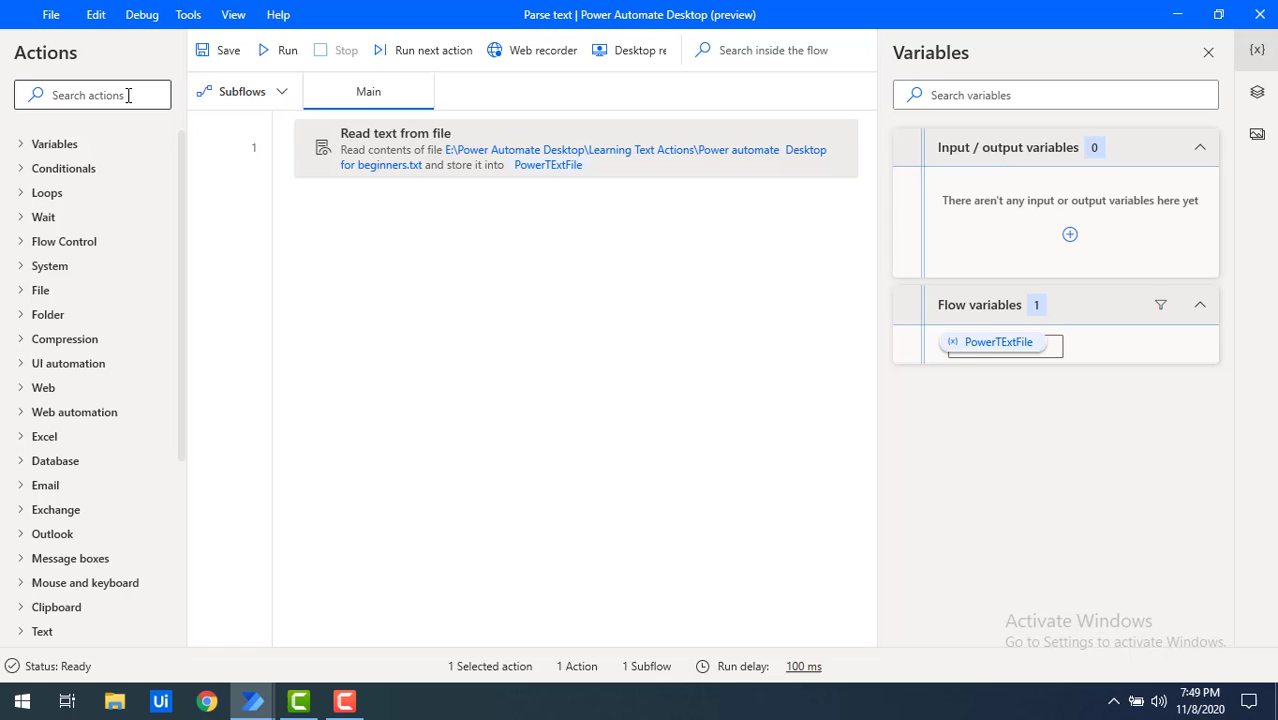 File Edit Debug Tools View Help Parse text | Power Automate Desktop (preview)
Actions
Save Run Stop Run next action Web recorder Desktop re Search inside the flow
Variables
{x}
Search actions
Subflows Main
Search variables
1
Read text from file
Read contents of file E:\Power Automate Desktop\Learning Text Actions\Power automate Desktop
for beginners.txt and store it into PowerTExtFile
Variables
Conditionals
Loops
Wait
Flow Control
System
File
Folder
Compression
UI automation
Web
Web automation
Excel
Database
Email
Exchange
Outlook
Message boxes
Mouse and keyboard
Clipboard
Text
Input / output variables 0
There aren't any input or output variables here yet
Flow variables 1
{x} PowerTExtFile
Activate Windows
Go to Settings to activate Windows.
Status: Ready 1 Selected action 1 Action 1 Subflow Run delay: 100 ms
Ui C C 7:49 PM
11/8/2020